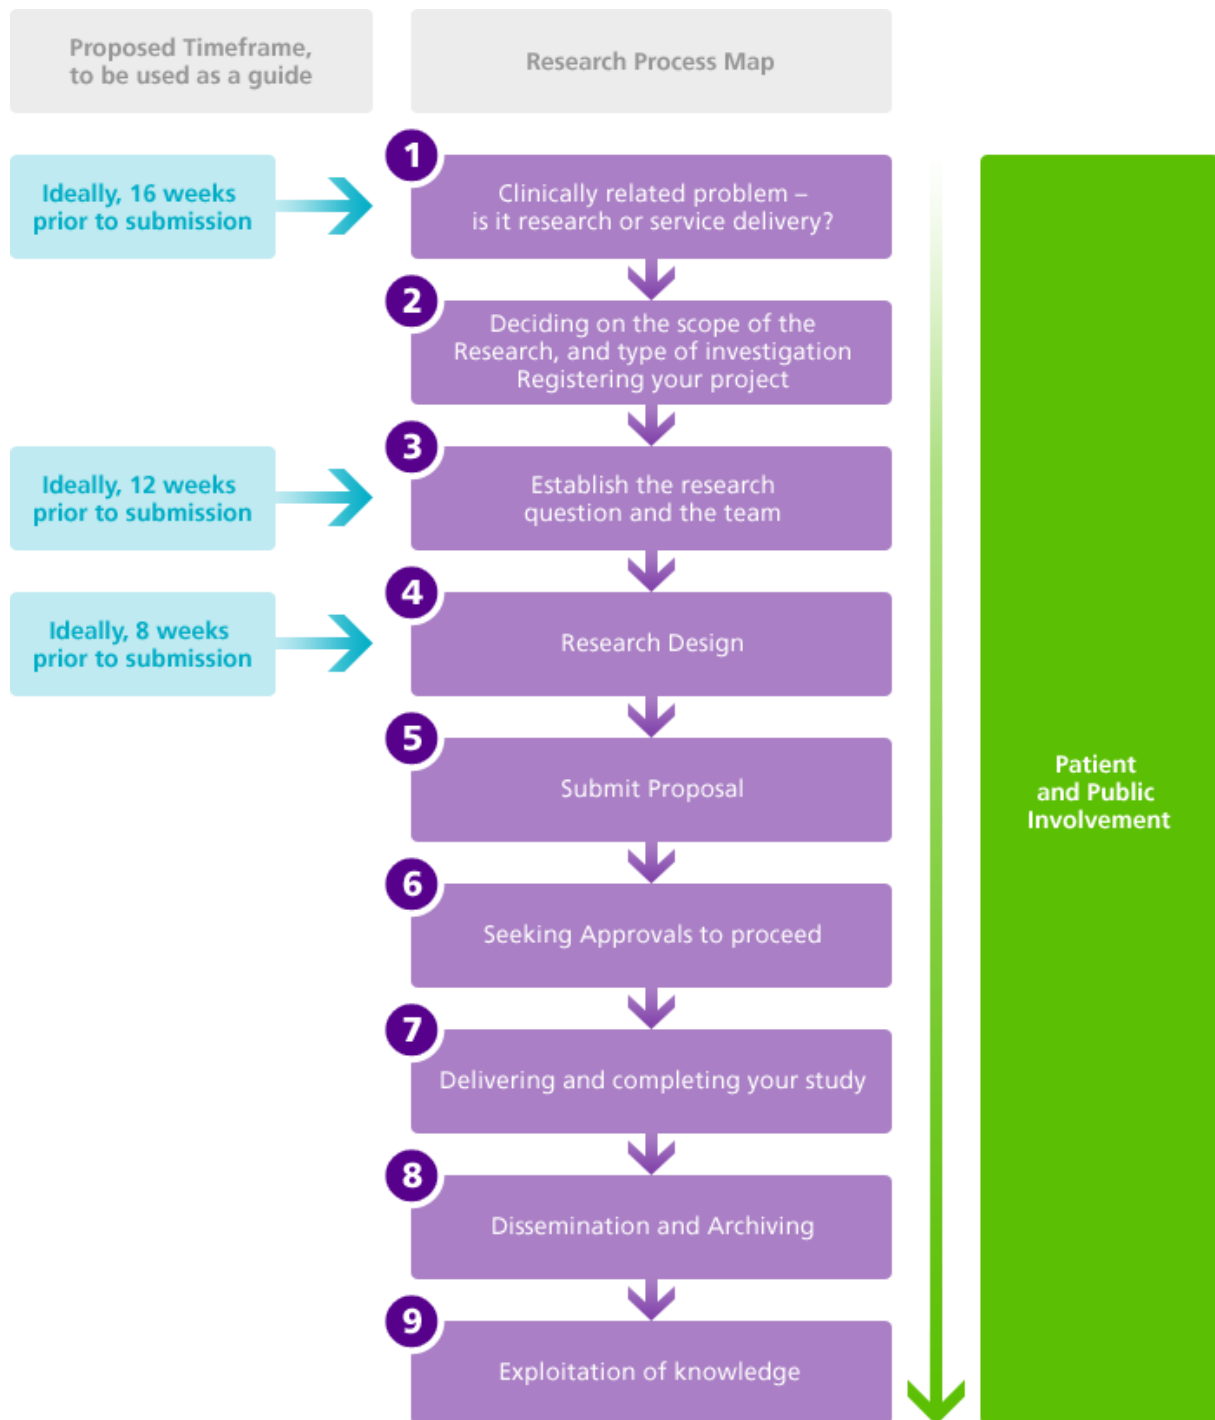 Proposed Timeframe,
to be used as a guide
Research Process Map
Ideally, 16 weeks
prior to submission
1
Clinically related problem –
is it research or service delivery?
2
Deciding on the scope of the
Research, and type of investigation
Registering your project
Ideally, 12 weeks
prior to submission
3
Establish the research
question and the team
Ideally, 8 weeks
prior to submission
4
Research Design
5
Submit Proposal
6
Seeking Approvals to proceed
7
Delivering and completing your study
8
Dissemination and Archiving
9
Exploitation of knowledge
Patient
and Public
Involvement